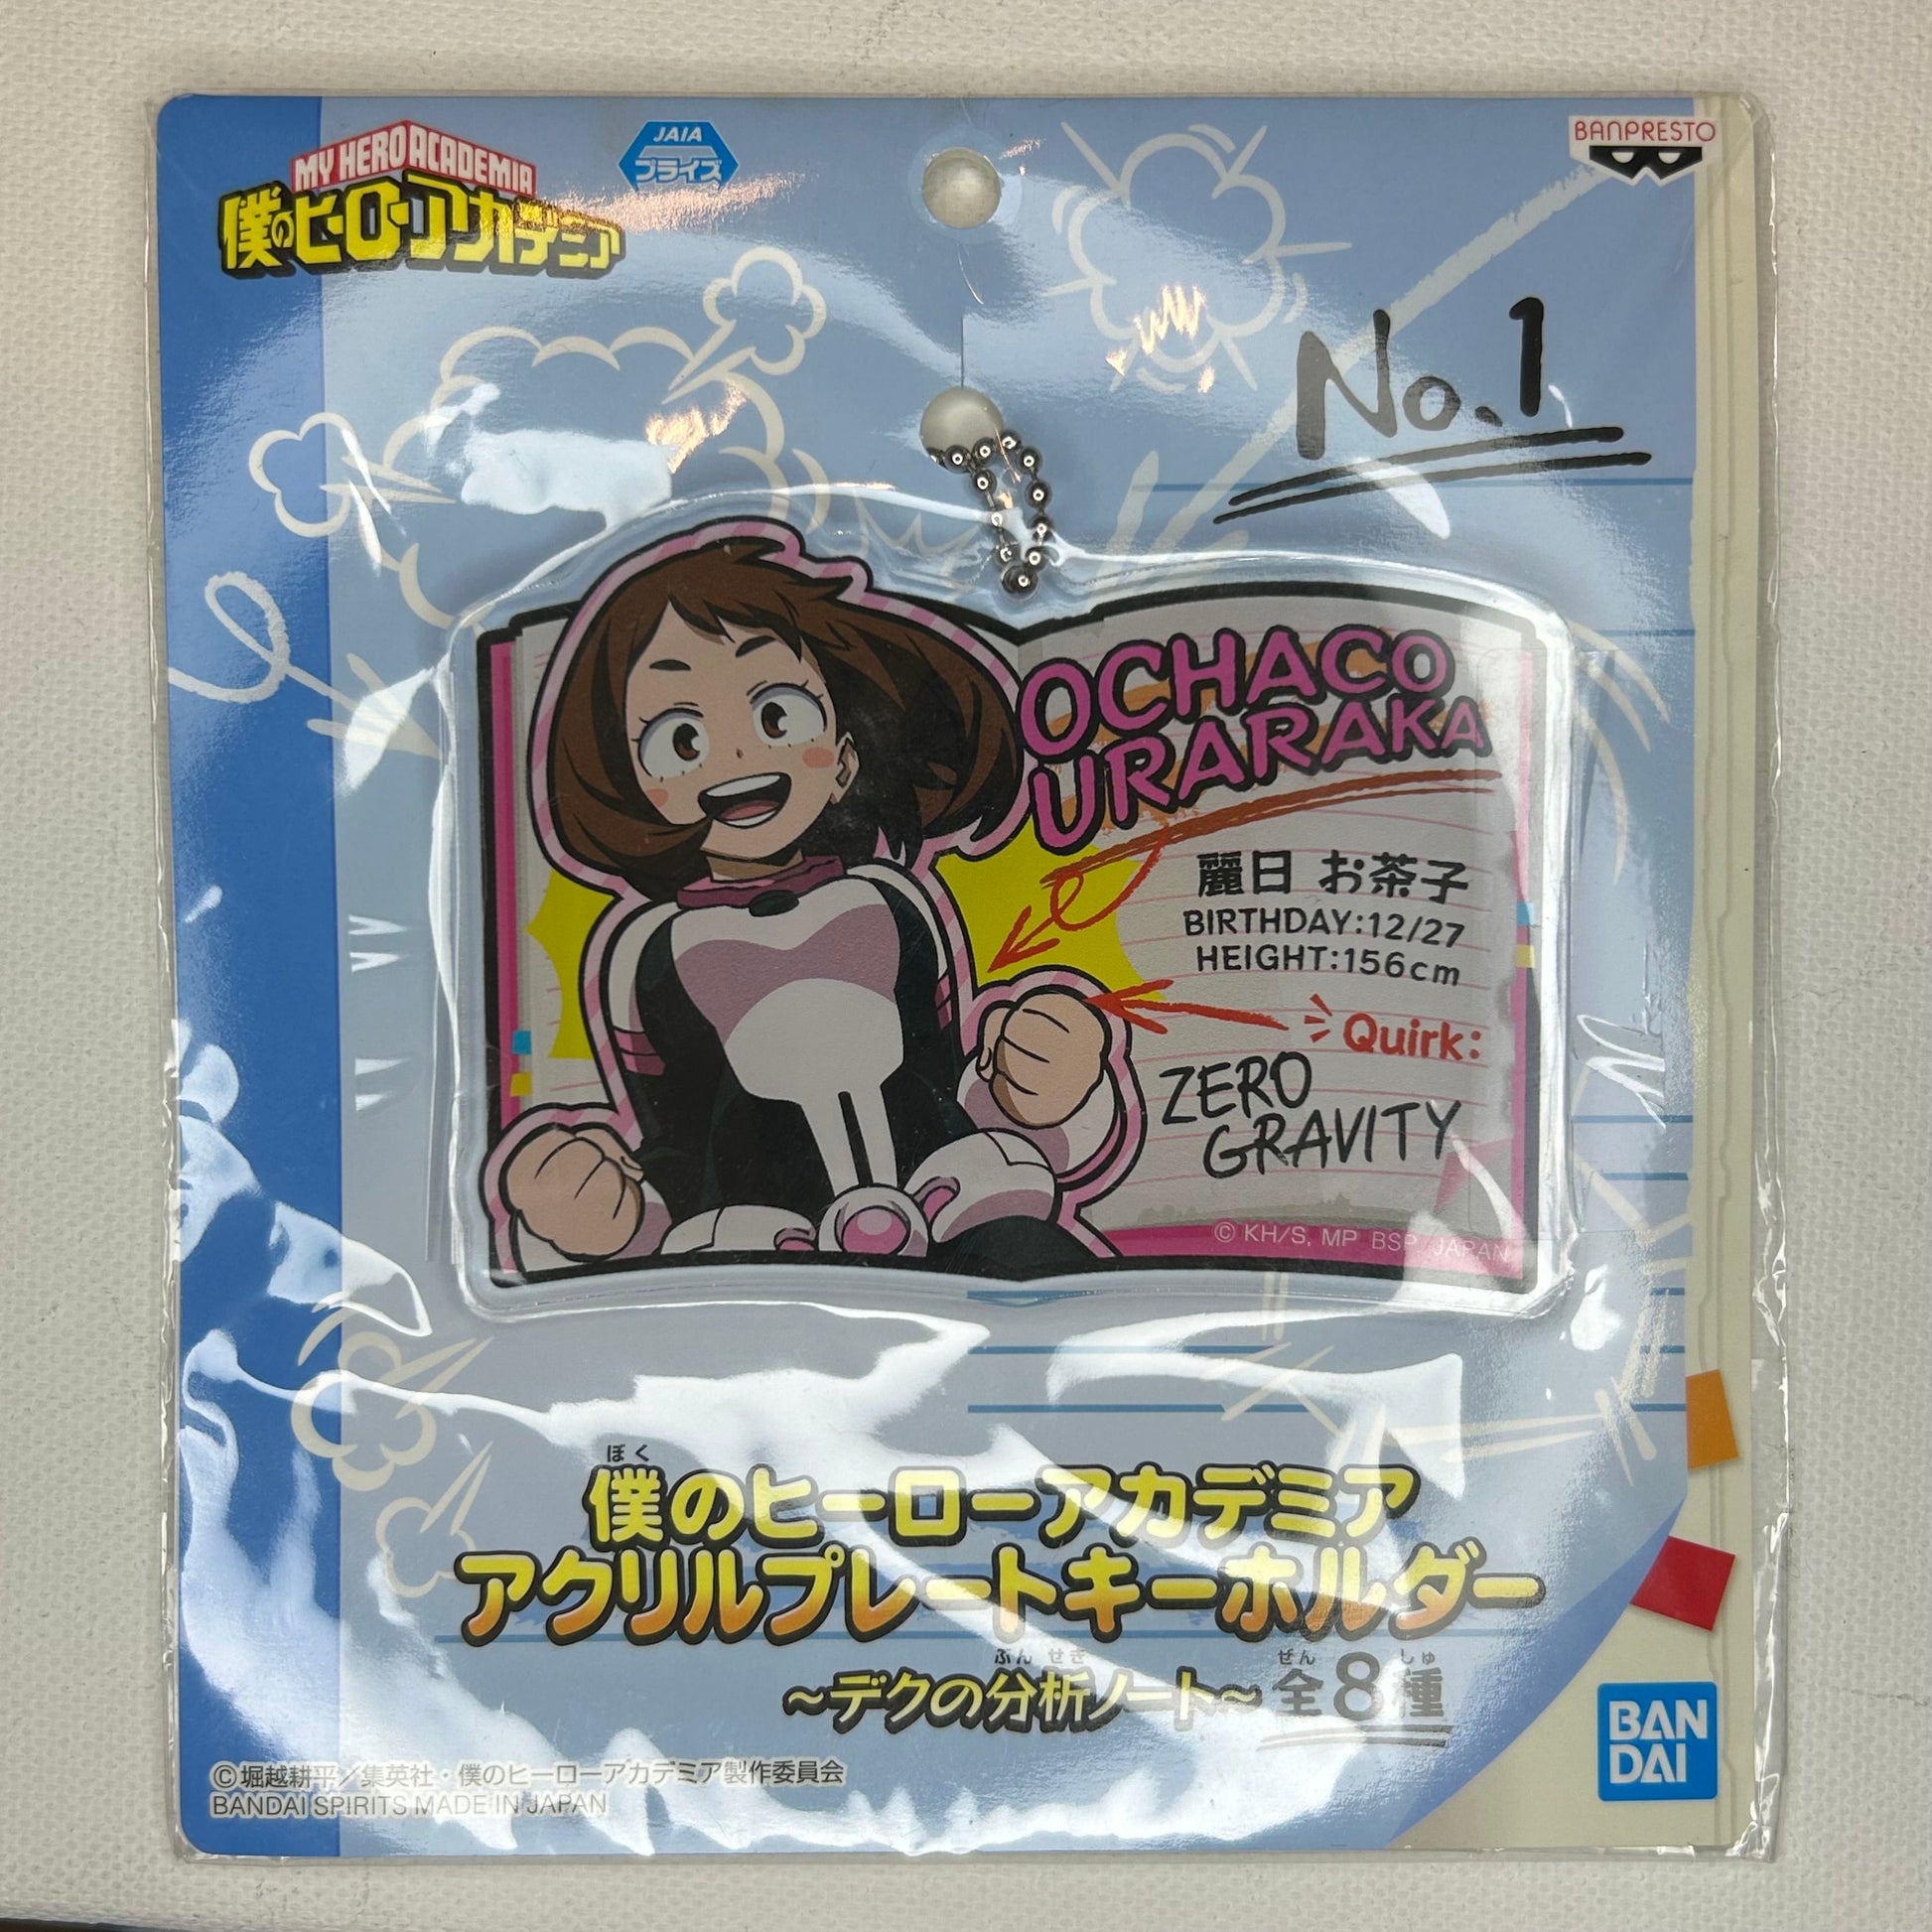 MY HERO ACADEMIA
僕のヒーローアカデミア
JAIA
プライズ
BANPRESTO
No.1
OCHACO
URARAKA
麗日 お茶子
BIRTHDAY:12/27
HEIGHT:156cm
Quirk:
ZERO
GRAVITY
© KH/S, MP BSP JAPAN
ぼく
僕のヒーローアカデミア
アクリルプレートキーホルダー
ぶん せき ぜん しゅ
~デクの分析ノート~ 全8種
©堀越耕平/集英社・僕のヒーローアカデミア製作委員会
BANDAI SPIRITS MADE IN JAPAN
BAN
DAI